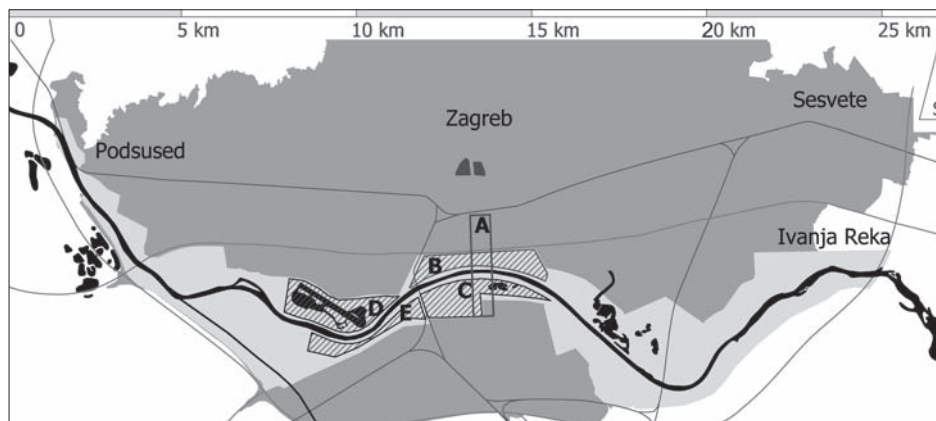 0 5 km 10 km 15 km 20 km 25 km
Sesvete
Zagreb
Podsused
A
Ivanja Reka
B
C
D
E